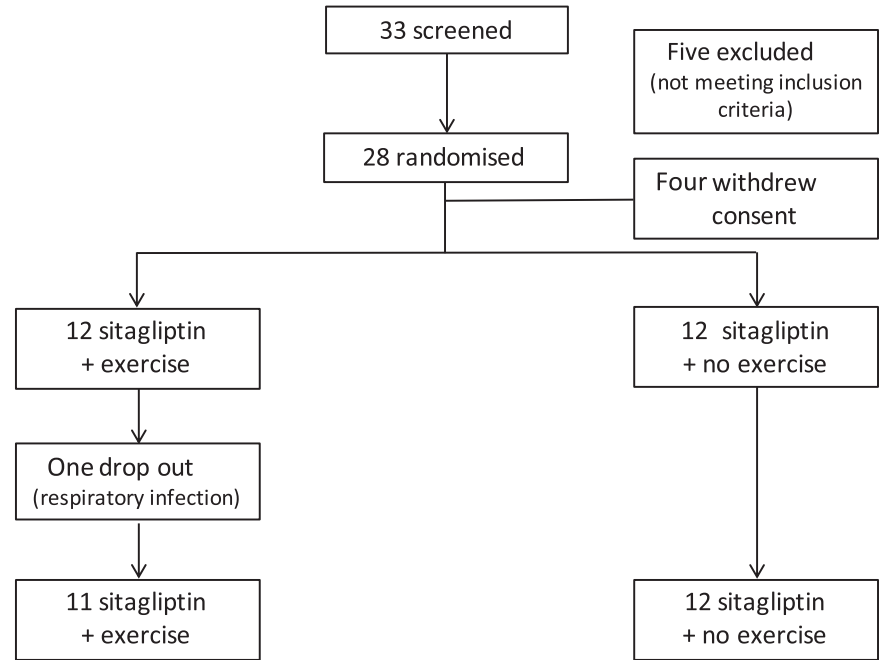 33 screened
Five excluded
(not meeting inclusion
criteria)
28 randomised
Four withdrew
consent
12 sitagliptin
+ exercise
12 sitagliptin
+ no exercise
One drop out
(respiratory infection)
11 sitagliptin
+ exercise
12 sitagliptin
+ no exercise